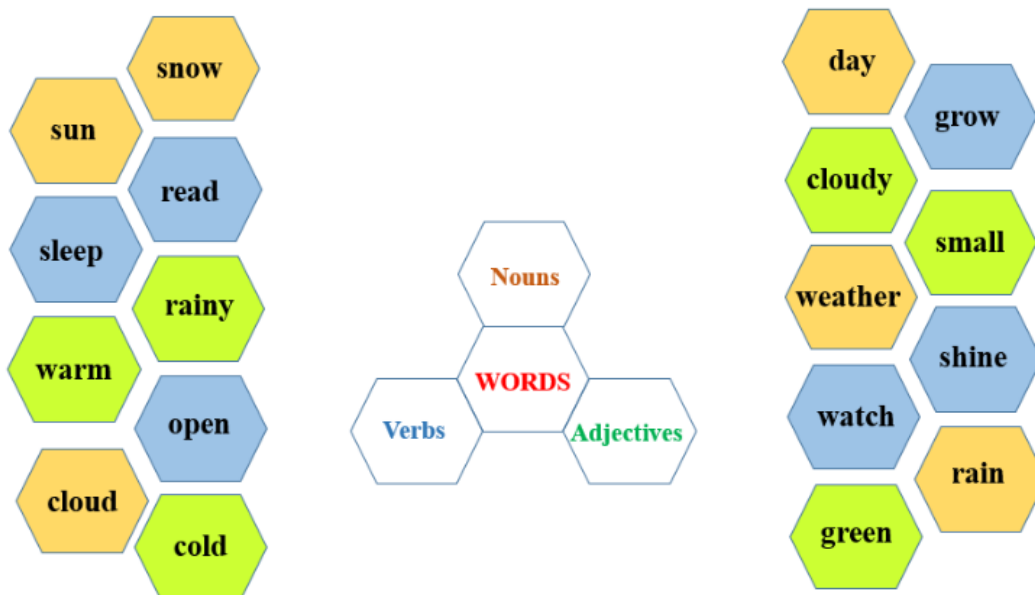 snow
sun
read
sleep
rainy
warm
open
cloud
cold
Nouns
WORDS
Verbs
Adjectives
day
grow
cloudy
small
weather
shine
watch
rain
green